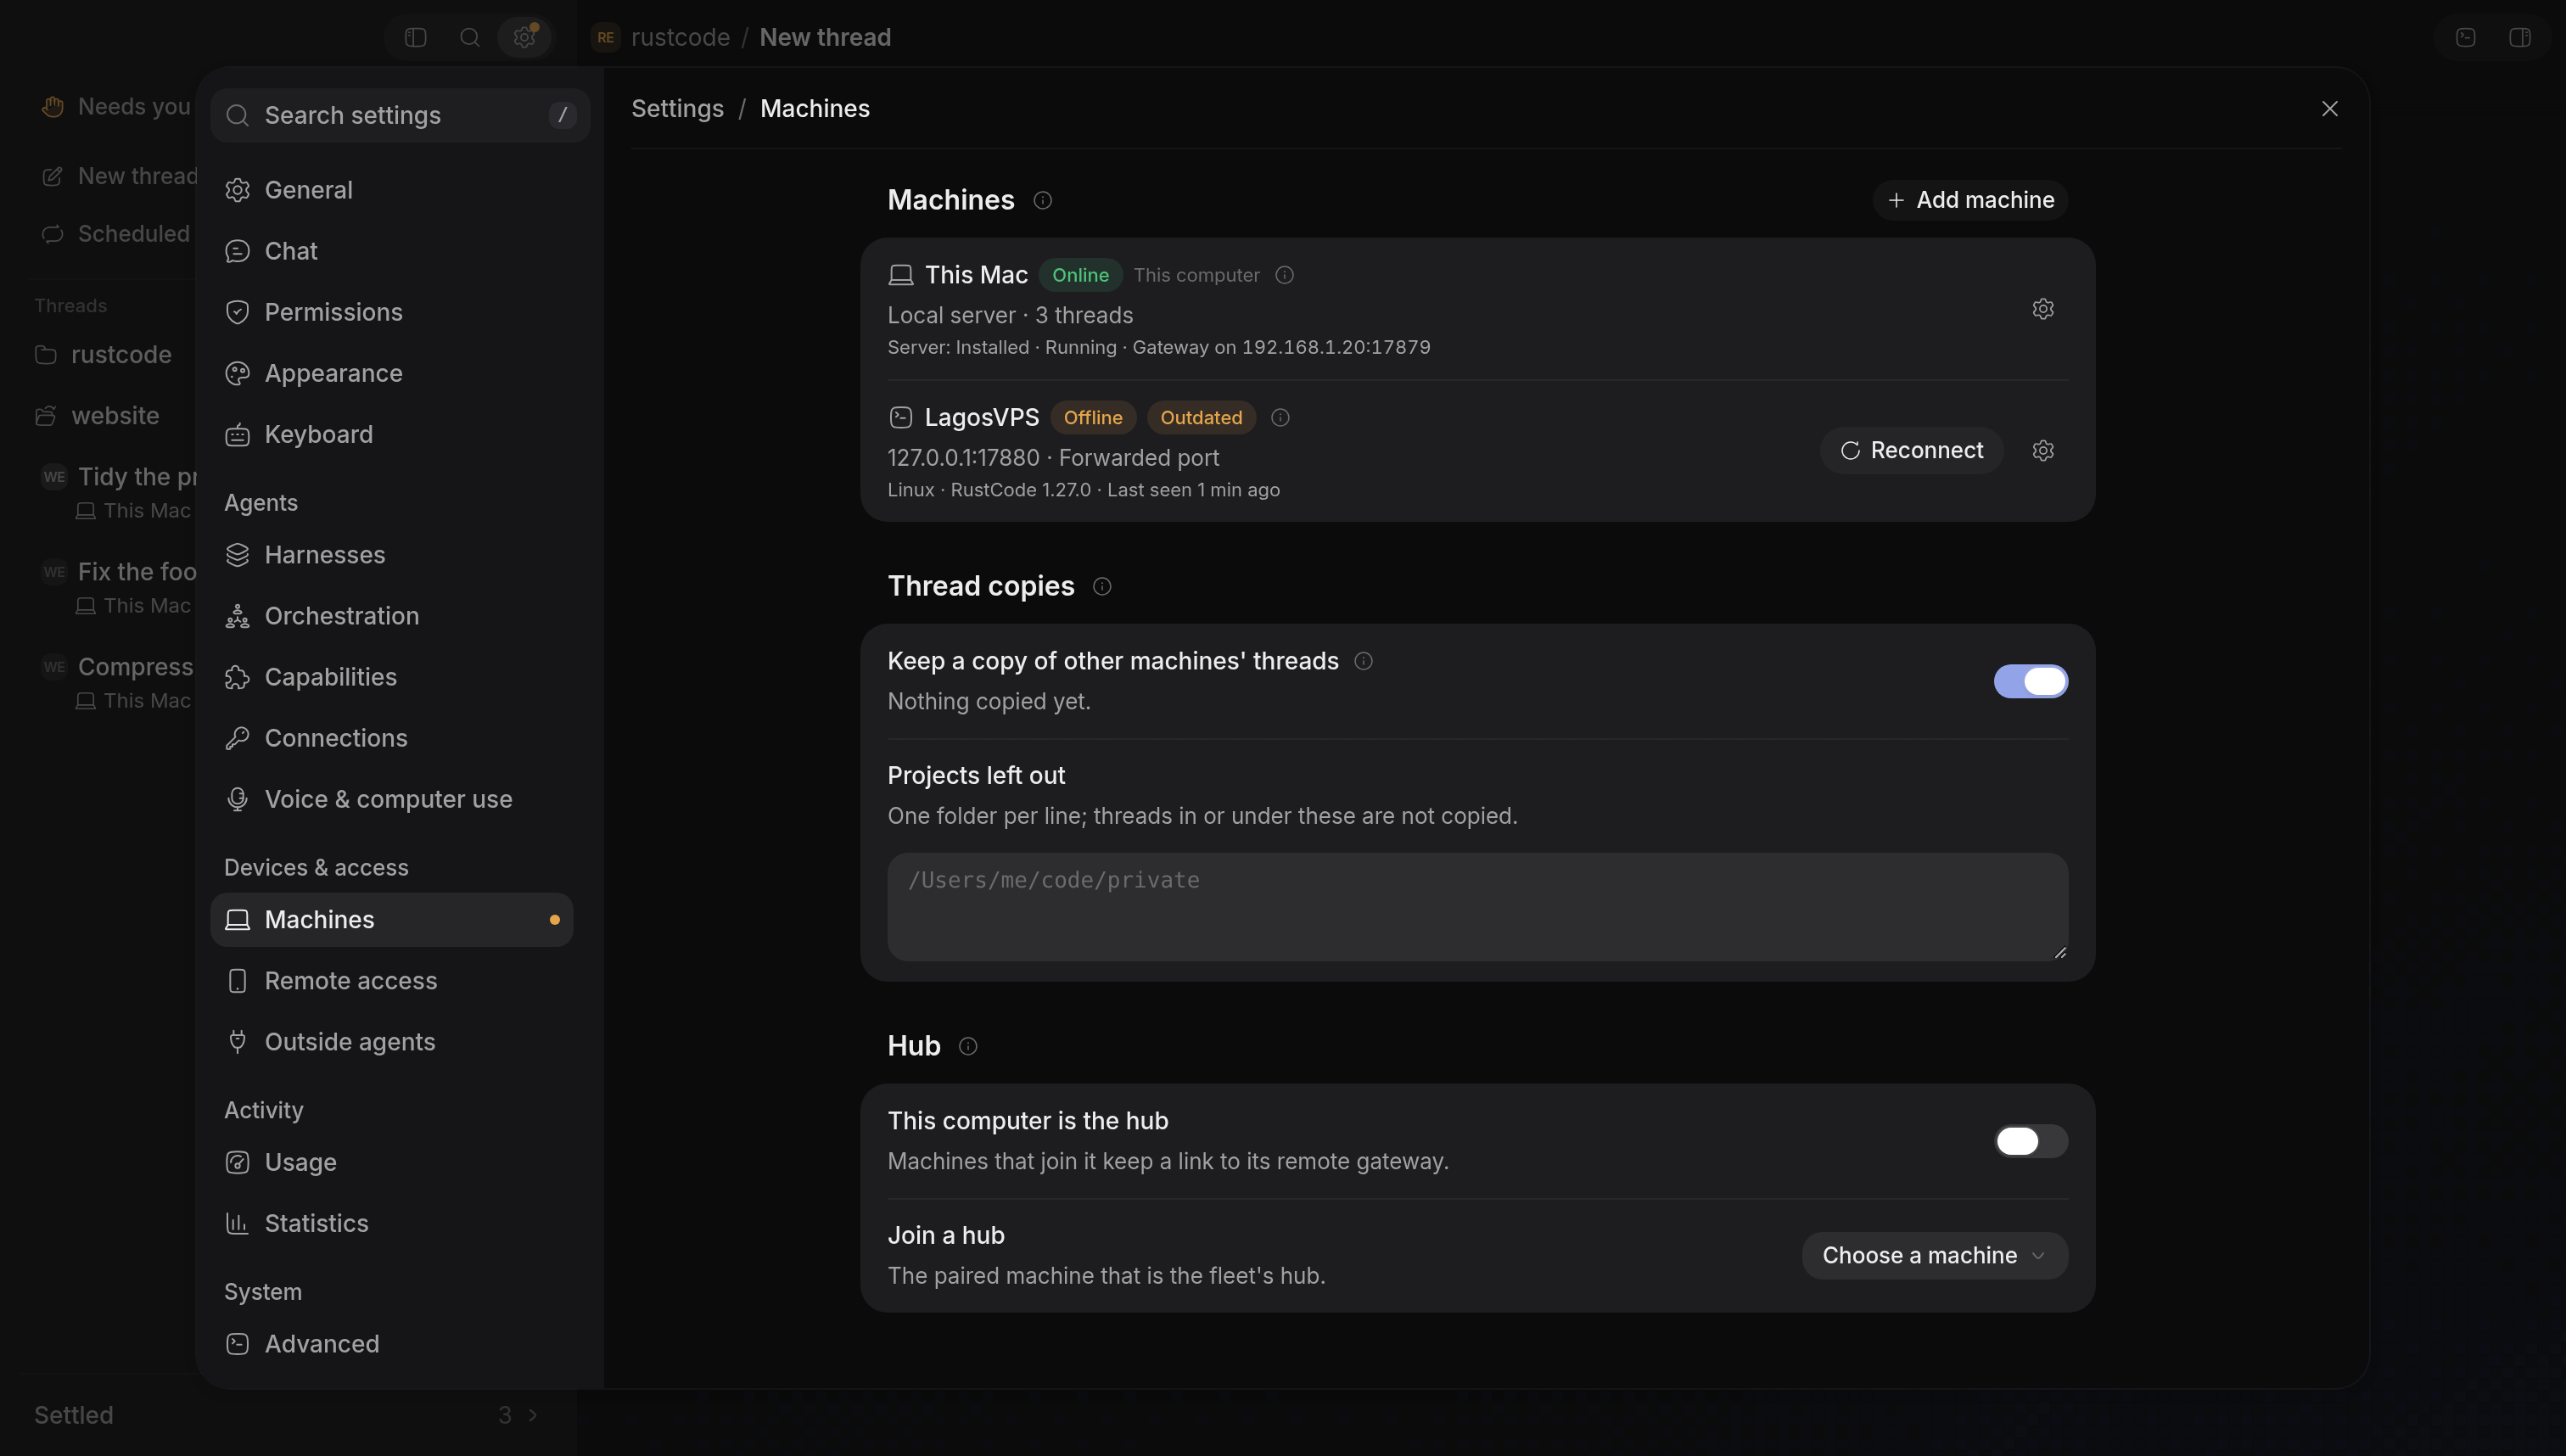 RE rustcode / New thread
Needs you
New thread
Scheduled
Threads
rustcode
website
WE Tidy the pr
This Mac
WE Fix the foo
This Mac
WE Compress
This Mac
Settled 3
Search settings /
General
Chat
Permissions
Appearance
Keyboard
Agents
Harnesses
Orchestration
Capabilities
Connections
Voice & computer use
Devices & access
Machines
Remote access
Outside agents
Activity
Usage
Statistics
System
Advanced
Settings / Machines
Machines
Add machine
This Mac Online This computer
Local server · 3 threads
Server: Installed · Running · Gateway on 192.168.1.20:17879
LagosVPS Offline Outdated
127.0.0.1:17880 · Forwarded port
Linux · RustCode 1.27.0 · Last seen 1 min ago
Reconnect
Thread copies
Keep a copy of other machines' threads
Nothing copied yet.
Projects left out
One folder per line; threads in or under these are not copied.
/Users/me/code/private
Hub
This computer is the hub
Machines that join it keep a link to its remote gateway.
Join a hub
The paired machine that is the fleet's hub.
Choose a machine